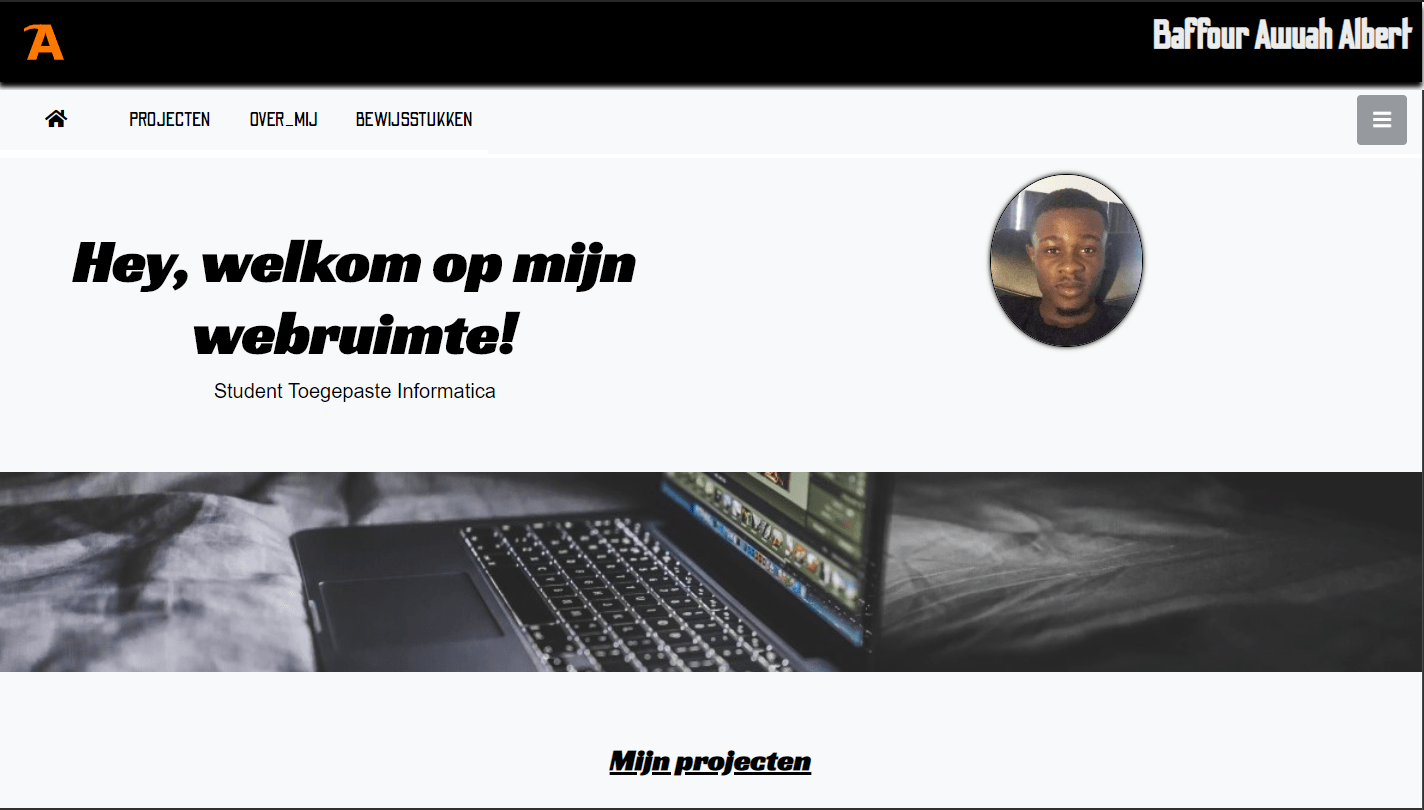 A
Baffour Awuah Albert
PROJECTEN
OVER_MIJ
BEWIJSSTUKKEN
Hey, welkom op mijn
webruimte!
Student Toegepaste Informatica
Mijn projecten